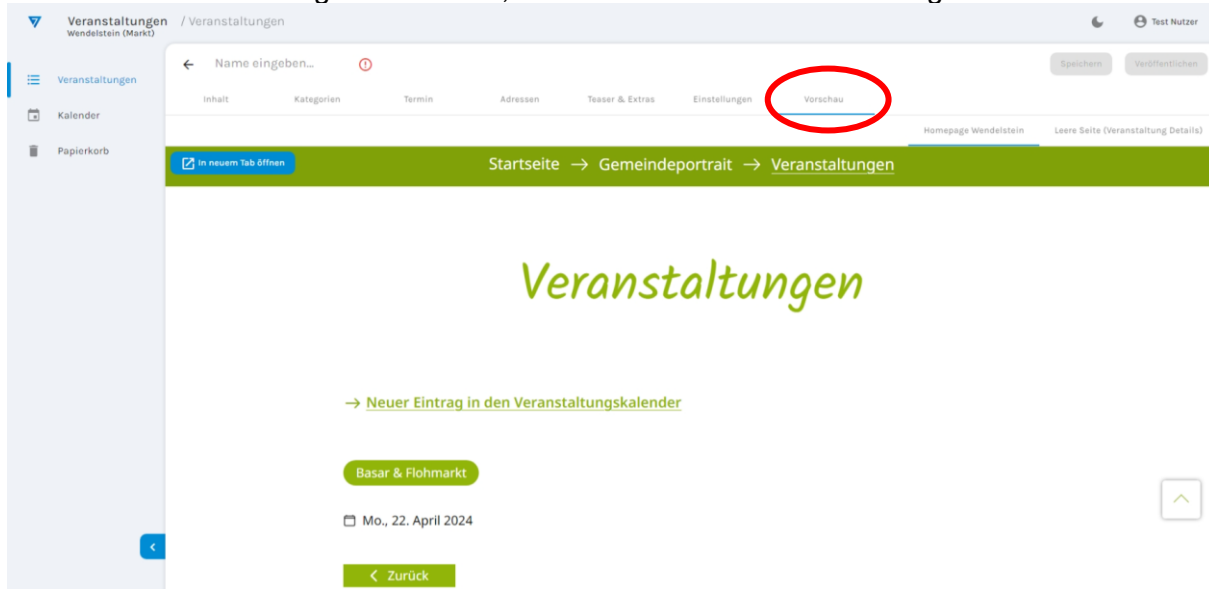 Veranstaltungen / Veranstaltungen
Wendelstein (Markt)
Test Nutzer
Name eingeben...
Speichern Veröffentlichen
Veranstaltungen
Kalender
Papierkorb
Inhalt Kategorien Termin Adressen Teaser & Extras Einstellungen Vorschau
Homepage Wendelstein Leere Seite (Veranstaltung Details)
In neuem Tab öffnen
Startseite → Gemeindeportrait → Veranstaltungen
Veranstaltungen
→ Neuer Eintrag in den Veranstaltungskalender
Basar & Flohmarkt
Mo., 22. April 2024
Zurück